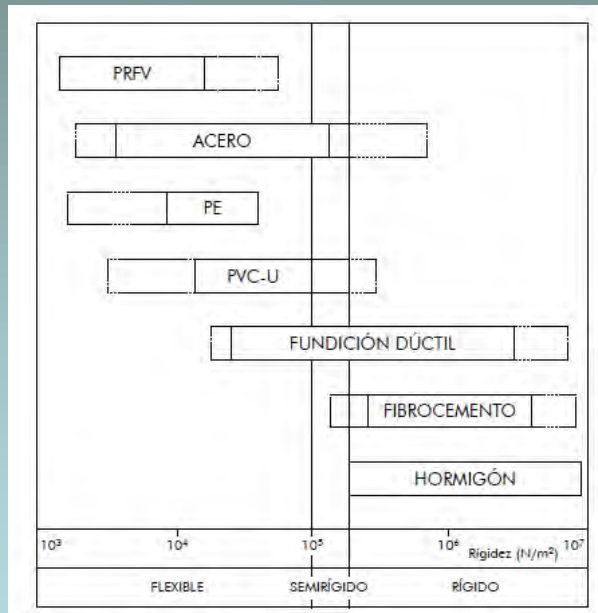 PRFV
ACERO
PE
PVC-U
FUNDICIÓN DÚCTIL
FIBROCEMENTO
HORMIGÓN
10³ 10⁴ 10⁵ 10⁶ 10⁷
Rigidez (N/m²)
FLEXIBLE SEMIRÍGIDO RÍGIDO